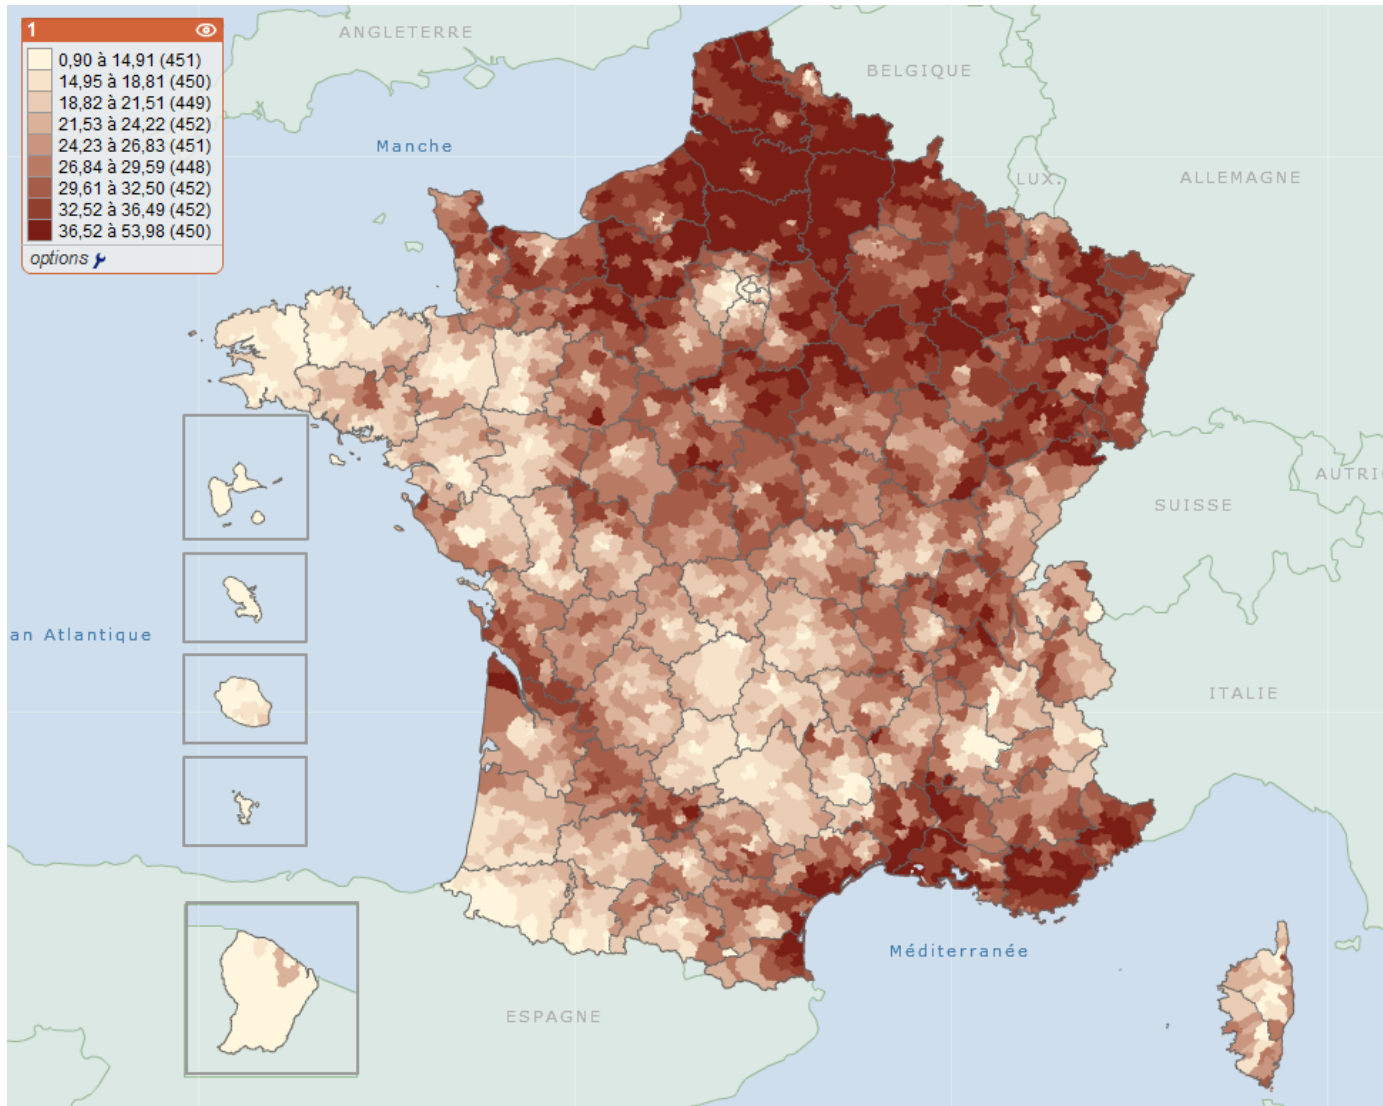 1
0,90 à 14,91 (451)
14,95 à 18,81 (450)
18,82 à 21,51 (449)
21,53 à 24,22 (452)
24,23 à 26,83 (451)
26,84 à 29,59 (448)
29,61 à 32,50 (452)
32,52 à 36,49 (452)
36,52 à 53,98 (450)
options
ANGLETERRE
BELGIQUE
Manche
LUX.
ALLEMAGNE
AUTRI
SUISSE
an Atlantique
ITALIE
Méditerranée
ESPAGNE